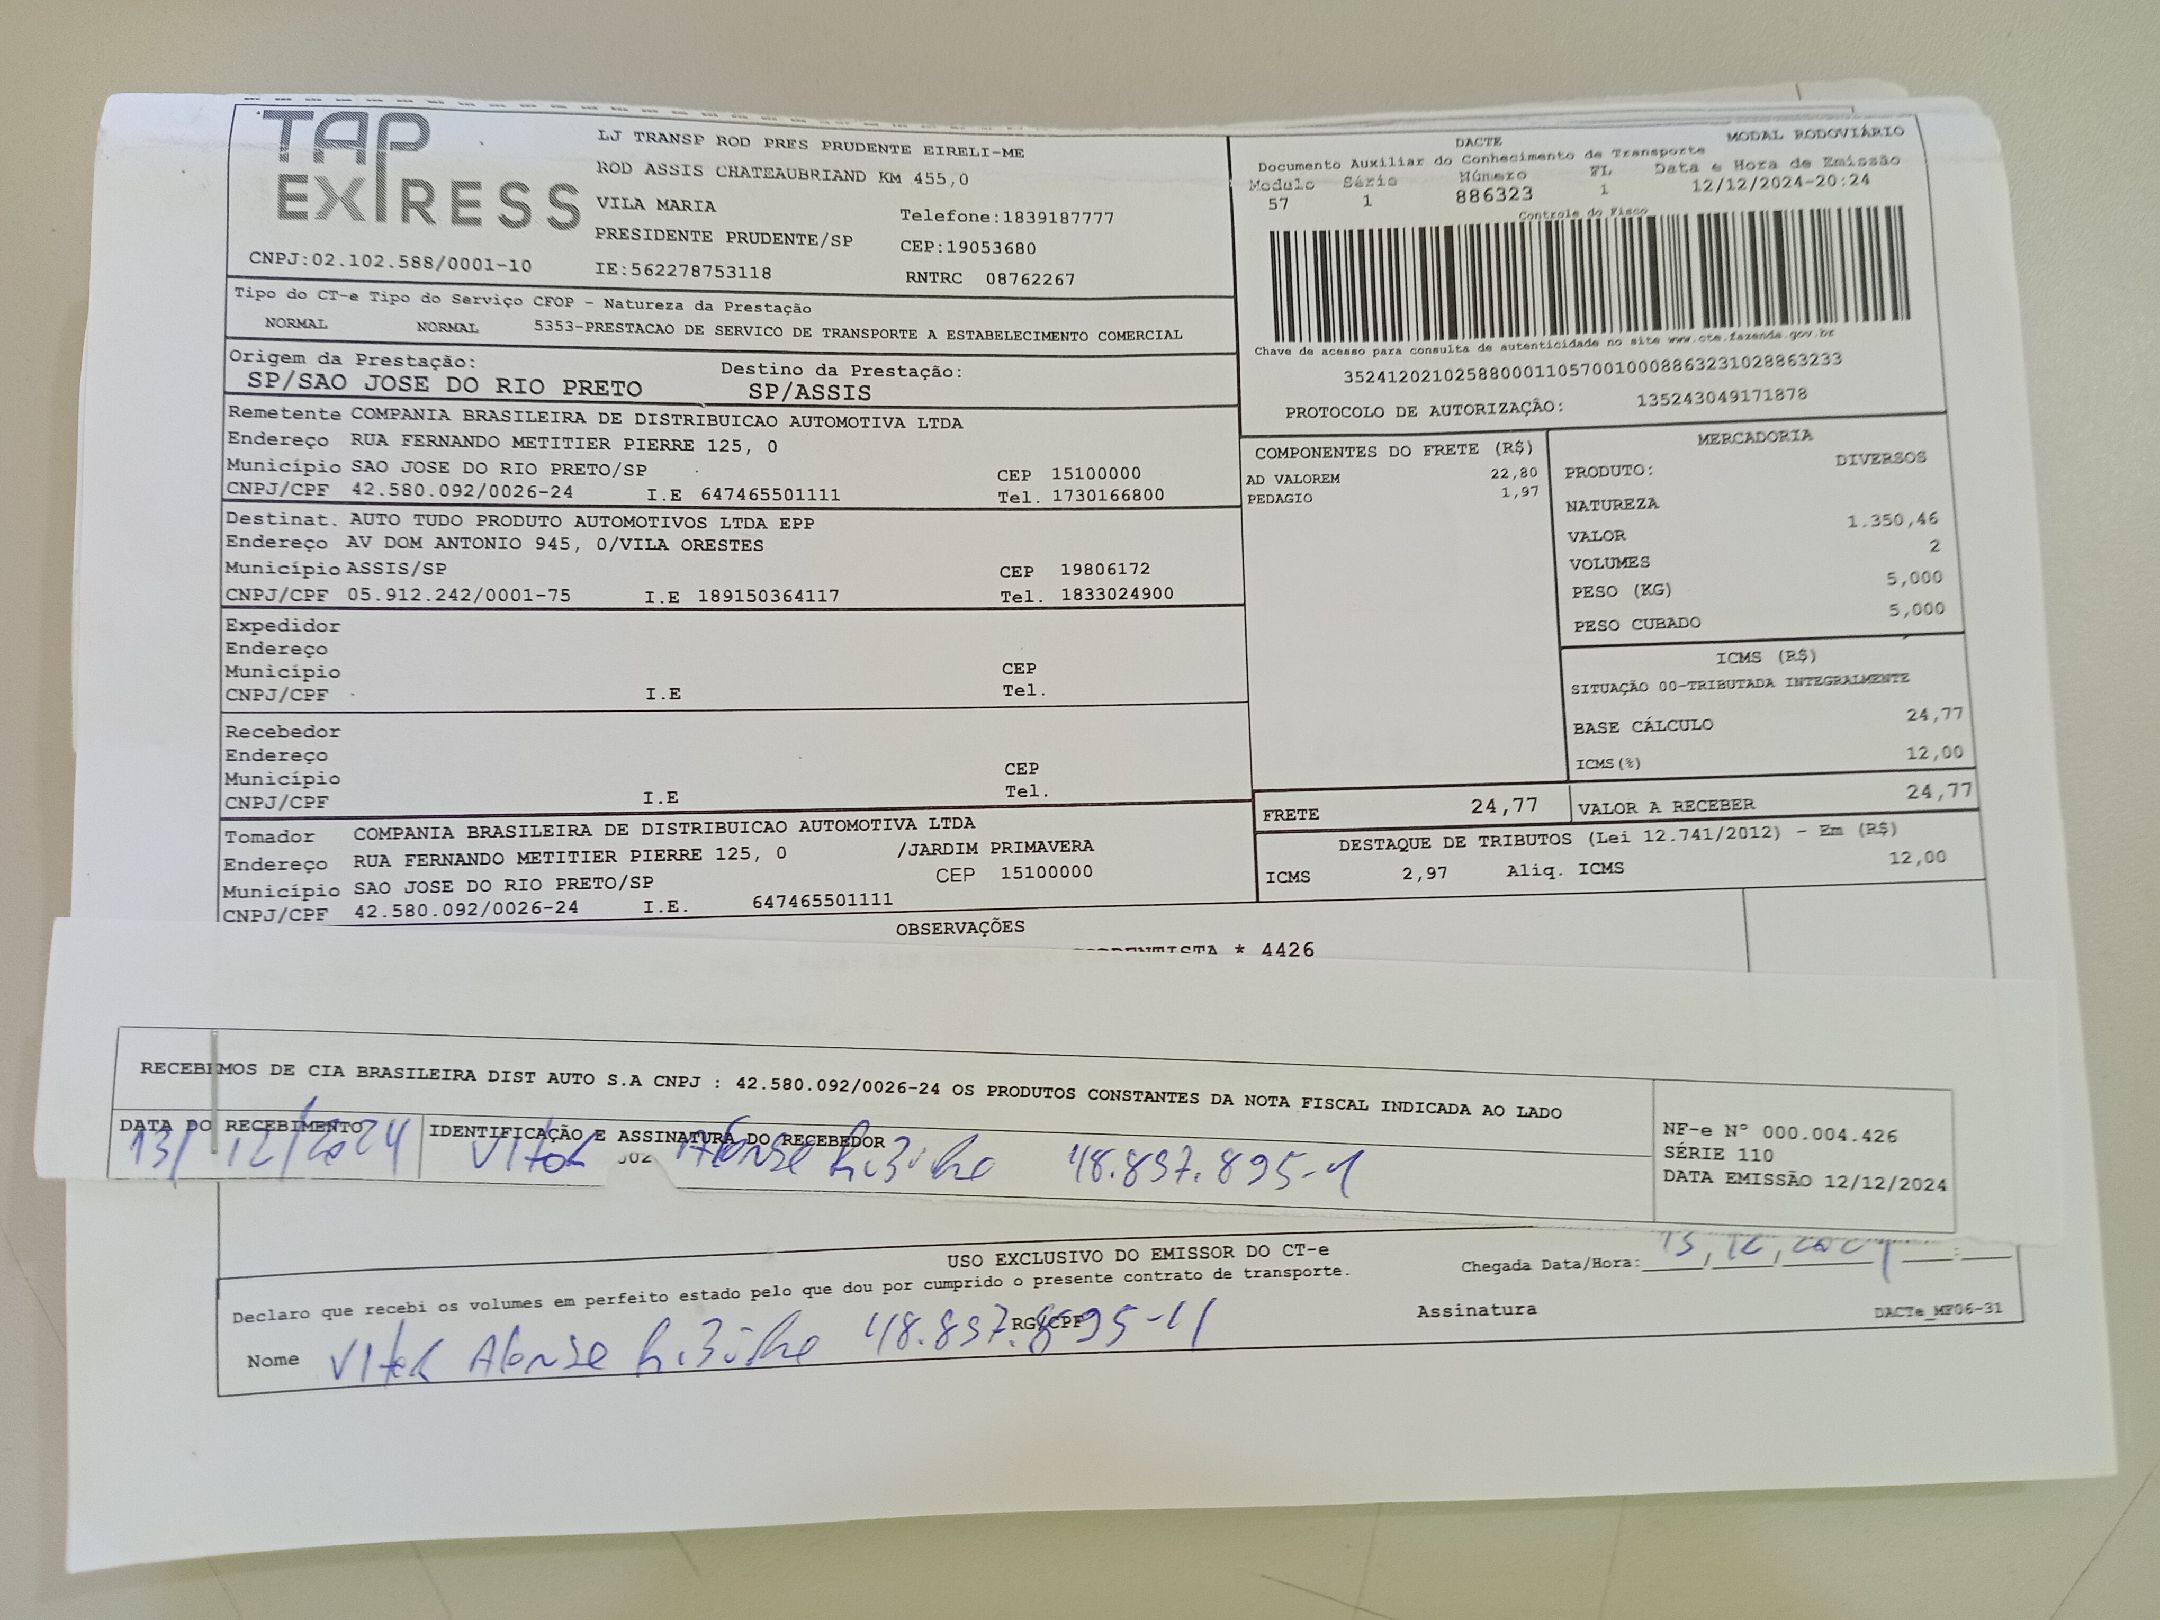 TAP
EXPRESS
CNPJ:02.102.588/0001-10
LJ TRANSP ROD PRES PRUDENTE EIRELI-ME
ROD ASSIS CHATEAUBRIAND KM 455,0
VILA MARIA
Telefone:1839187777
PRESIDENTE PRUDENTE/SP
CEP:19053680
IE:562278753118
RNTRC 08762267
DACTE
MODAL RODOVIÁRIO
Documento Auxiliar do Conhecimento de Transporte
Modulo Série Número FL Data e Hora de Emissão
57 1 886323 1 12/12/2024-20:24
Controle do Fisco
Chave de acesso para consulta de autenticidade no site www.cte.fazenda.gov.br
35241202102588000110570010008863231028863233
PROTOCOLO DE AUTORIZAÇÃO: 135243049171878
Tipo do CT-e Tipo do Serviço CFOP - Natureza da Prestação
NORMAL NORMAL 5353-PRESTACAO DE SERVICO DE TRANSPORTE A ESTABELECIMENTO COMERCIAL
Origem da Prestação: Destino da Prestação:
SP/SAO JOSE DO RIO PRETO SP/ASSIS
Remetente COMPANIA BRASILEIRA DE DISTRIBUICAO AUTOMOTIVA LTDA
Endereço RUA FERNANDO METITIER PIERRE 125, 0
Município SAO JOSE DO RIO PRETO/SP CEP 15100000
CNPJ/CPF 42.580.092/0026-24 I.E 647465501111 Tel. 1730166800
Destinat. AUTO TUDO PRODUTO AUTOMOTIVOS LTDA EPP
Endereço AV DOM ANTONIO 945, 0/VILA ORESTES
Município ASSIS/SP CEP 19806172
CNPJ/CPF 05.912.242/0001-75 I.E 189150364117 Tel. 1833024900
Expedidor
Endereço
Município CEP
CNPJ/CPF I.E Tel.
Recebedor
Endereço
Município CEP
CNPJ/CPF I.E Tel.
Tomador COMPANIA BRASILEIRA DE DISTRIBUICAO AUTOMOTIVA LTDA
Endereço RUA FERNANDO METITIER PIERRE 125, 0 /JARDIM PRIMAVERA
Município SAO JOSE DO RIO PRETO/SP CEP 15100000
CNPJ/CPF 42.580.092/0026-24 I.E. 647465501111
COMPONENTES DO FRETE (R$)
AD VALOREM 22,80
PEDAGIO 1,97
MERCADORIA
PRODUTO: DIVERSOS
NATUREZA
VALOR 1.350,46
VOLUMES 2
PESO (KG) 5,000
PESO CUBADO 5,000
ICMS (R$)
SITUAÇÃO 00-TRIBUTADA INTEGRALMENTE
BASE CÁLCULO 24,77
ICMS(%) 12,00
FRETE 24,77 VALOR A RECEBER 24,77
DESTAQUE DE TRIBUTOS (Lei 12.741/2012) - Em (R$)
ICMS 2,97 Aliq. ICMS 12,00
OBSERVAÇÕES
* 4426
RECEBEMOS DE CIA BRASILEIRA DIST AUTO S.A CNPJ : 42.580.092/0026-24 OS PRODUTOS CONSTANTES DA NOTA FISCAL INDICADA AO LADO
DATA DO RECEBIMENTO IDENTIFICAÇÃO E ASSINATURA DO RECEBEDOR
13/12/2024 Vitor Afonso 48.897.895-1
NF-e N° 000.004.426
SÉRIE 110
DATA EMISSÃO 12/12/2024
USO EXCLUSIVO DO EMISSOR DO CT-e
Declaro que recebi os volumes em perfeito estado pelo que dou por cumprido o presente contrato de transporte.
Chegada Data/Hora: 13/12/2024
Nome Vitor Afonso RG/CPF Assinatura
DACTe_MF06-31